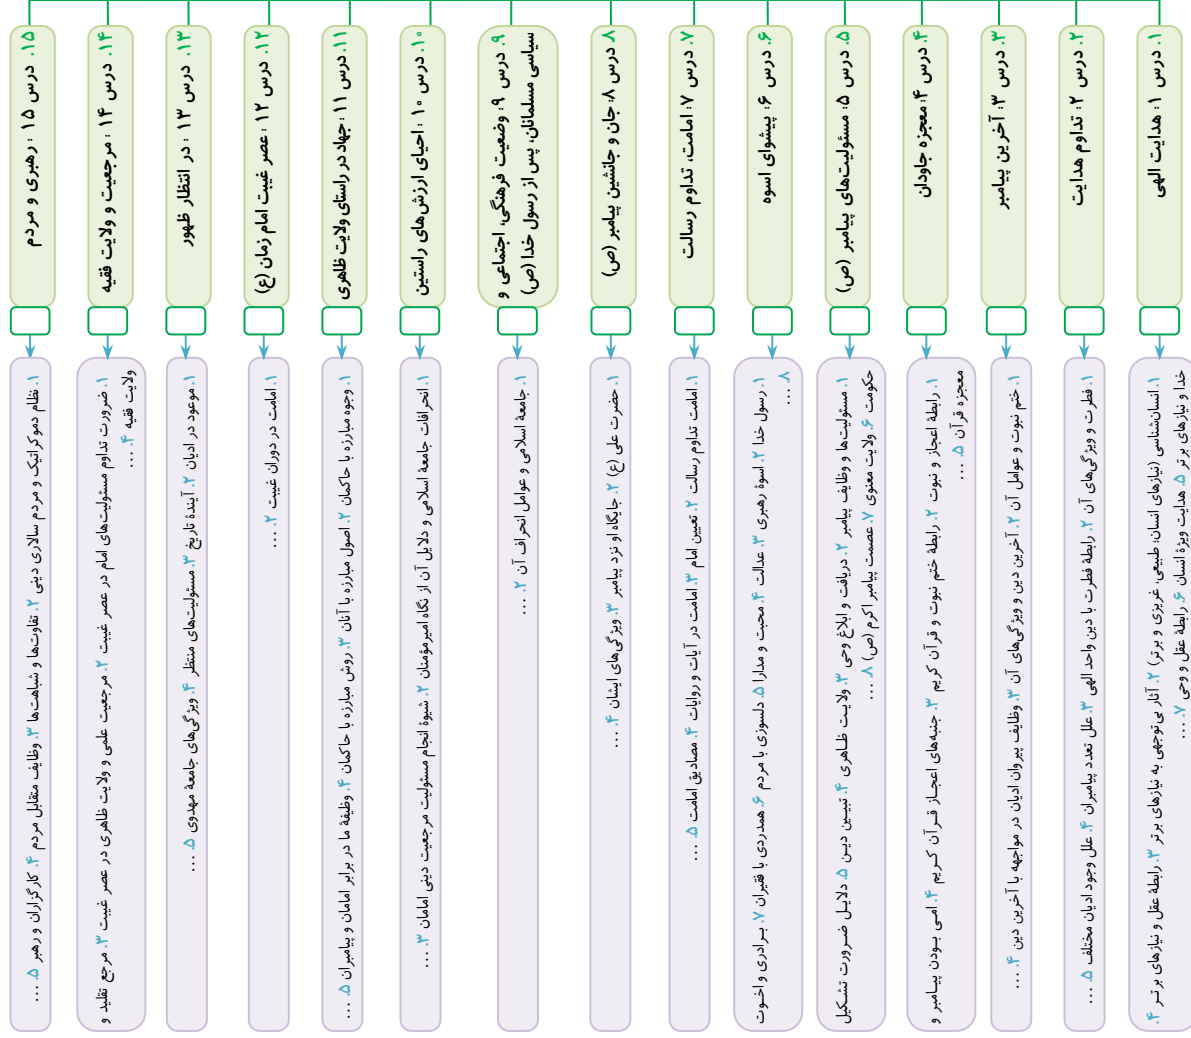 ۱. درس ۱: هدایت الهی
۱. انسان‌شناسی (نیازهای انسان: طبیعی، غریزی و برتر) ۲. آثار بی‌توجهی به نیازهای برتر ۳. رابطۀ عقل و نیازهای برتر ۴.
خدا و نیازهای برتر ۵. هدایت ویژۀ انسان ۶. رابطۀ عقل و وحی ۷. ...
۲. درس ۲: تداوم هدایت
۱. فطرت و ویژگی‌های آن ۲. رابطۀ فطرت با دین واحد الهی ۳. علل تعدد پیامبران ۴. علل وجود ادیان مختلف ۵. ...
۳. درس ۳: آخرین پیامبر
۱. ختم نبوت و عوامل آن ۲. آخرین دین و ویژگی‌های آن ۳. وظایف پیروان ادیان در مواجهه با آخرین دین ۴. ...
۴. درس ۴: معجزه جاودان
۱. رابطۀ اعجاز و نبوت ۲. رابطۀ ختم نبوت و قرآن کریم ۳. جنبه‌های اعجاز قرآن کریم ۴. امی بودن پیامبر و
معجزه قرآن ۵. ...
۵. درس ۵: مسئولیت‌های پیامبر (ص)
۱. مسئولیت‌ها و وظایف پیامبر ۲. دریافت و ابلاغ وحی ۳. ولایت ظاهری ۴. تبیین دین ۵. دلایل ضرورت تشکیل
حکومت ۶. ولایت معنوی ۷. عصمت پیامبر اکرم (ص) ۸. ...
۶. درس ۶: پیشوای اسوه
۱. رسول خدا ۲. اسوۀ رهبری ۳. عدالت ۴. محبت و مدارا ۵. دلسوزی با مردم ۶. همدردی با فقیران ۷. برادری و اخوت
۸. ...
۷. درس ۷: امامت، تداوم رسالت
۱. امامت تداوم رسالت ۲. تعیین امام ۳. امامت در آیات و روایات ۴. مصادیق امامت ۵. ...
۸. درس ۸: جان و جانشین پیامبر (ص)
۱. حضرت علی (ع) ۲. جایگاه او نزد پیامبر ۳. ویژگی‌های ایشان ۴. ...
۹. درس ۹: وضعیت فرهنگی، اجتماعی و
سیاسی مسلمانان، پس از رسول خدا (ص)
۱. جامعۀ اسلامی و عوامل انحراف آن ۲. ...
۱۰. درس ۱۰: احیای ارزش‌های راستین
۱. انحرافات جامعۀ اسلامی و دلایل آن از نگاه امیرمؤمنان ۲. شیوۀ انجام مسئولیت مرجعیت دینی امامان ۳. ...
۱۱. درس ۱۱: جهاد در راستای ولایت ظاهری
۱. وجوه مبارزه با حاکمان ۲. اصول مبارزه با آنان ۳. روش مبارزه با حاکمان ۴. وظیفۀ ما در برابر امامان و پیامبران ۵. ...
۱۲. درس ۱۲: عصر غیبت امام زمان (ع)
۱. امامت در دوران غیبت ۲. ...
۱۳. درس ۱۳: در انتظار ظهور
۱. موعود در ادیان ۲. آیندۀ تاریخ ۳. مسئولیت‌های منتظر ۴. ویژگی‌های جامعۀ مهدوی ۵. ...
۱۴. درس ۱۴: مرجعیت و ولایت فقیه
۱. ضرورت تداوم مسئولیت‌های امام در عصر غیبت ۲. مرجعیت علمی و ولایت ظاهری در عصر غیبت ۳. مرجع تقلید و
ولایت فقیه ۴. ...
۱۵. درس ۱۵: رهبری و مردم
۱. نظام دموکراتیک و مردم سالاری دینی ۲. تفاوت‌ها و شباهت‌ها ۳. وظایف متقابل مردم ۴. کارگزاران و رهبر ۵. ...